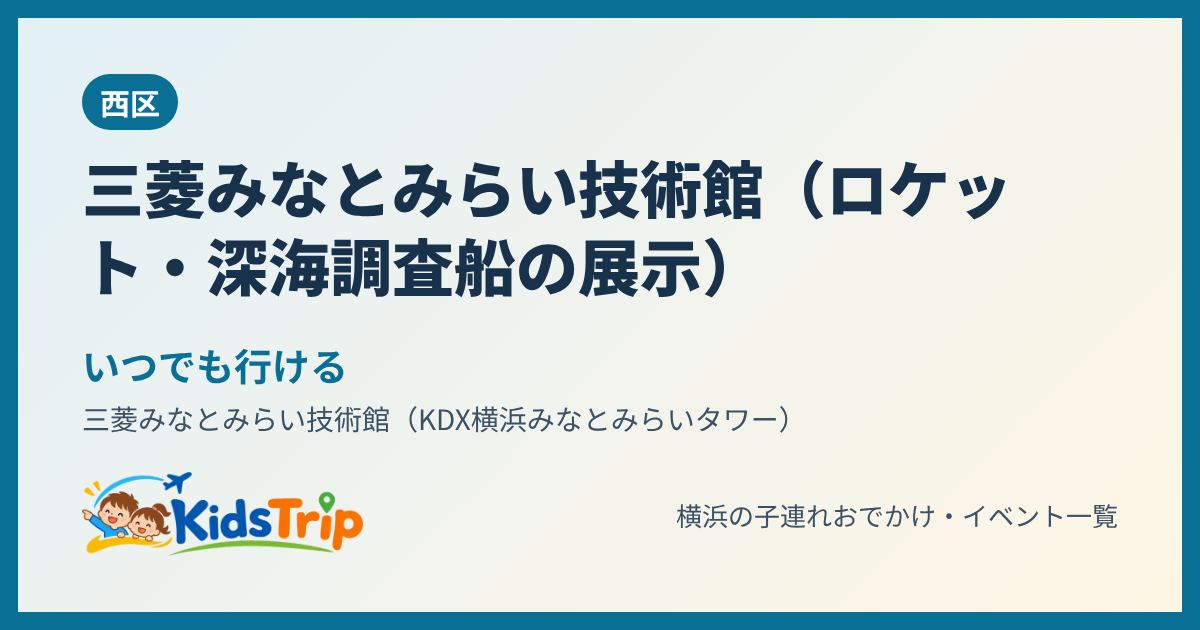 西区
三菱みなとみらい技術館（ロケッ
ト・深海調査船の展示）
いつでも行ける
三菱みなとみらい技術館（KDX横浜みなとみらいタワー）
KidsTrip
横浜の子連れおでかけ・イベント一覧